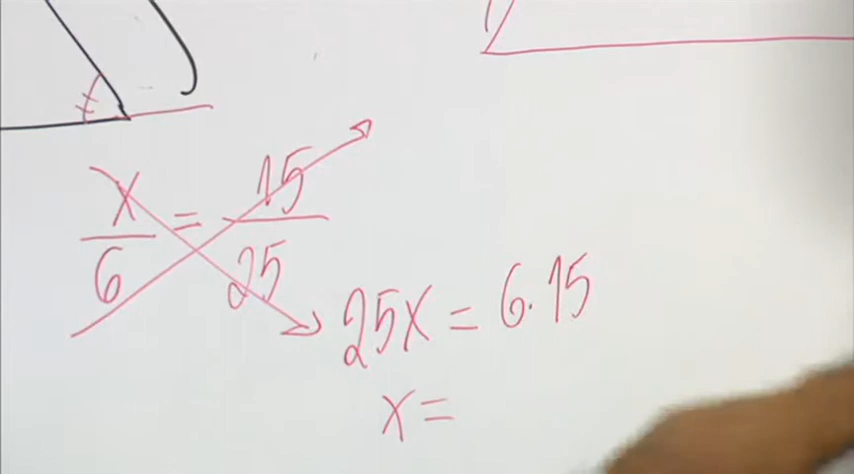 x/6 = 15/25
25x = 6.15
x =